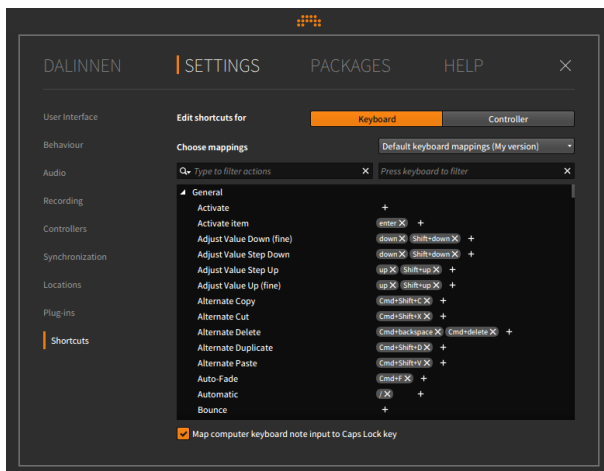 DALINNEN SETTINGS PACKAGES HELP
User Interface
Behaviour
Audio
Recording
Controllers
Synchronization
Locations
Plug-ins
Shortcuts
Edit shortcuts for Keyboard Controller
Choose mappings Default keyboard mappings (My version)
Type to filter actions Press keyboard to filter
General
Activate +
Activate item enter X +
Adjust Value Down (fine) down X Shift+down X +
Adjust Value Step Down down X Shift+down X +
Adjust Value Step Up up X Shift+up X +
Adjust Value Up (fine) up X Shift+up X +
Alternate Copy Cmd+Shift+C X +
Alternate Cut Cmd+Shift+X X +
Alternate Delete Cmd+backspace X Cmd+delete X +
Alternate Duplicate Cmd+Shift+D X +
Alternate Paste Cmd+Shift+V X +
Auto-Fade Cmd+F X +
Automatic / X +
Bounce +
Map computer keyboard note input to Caps Lock key